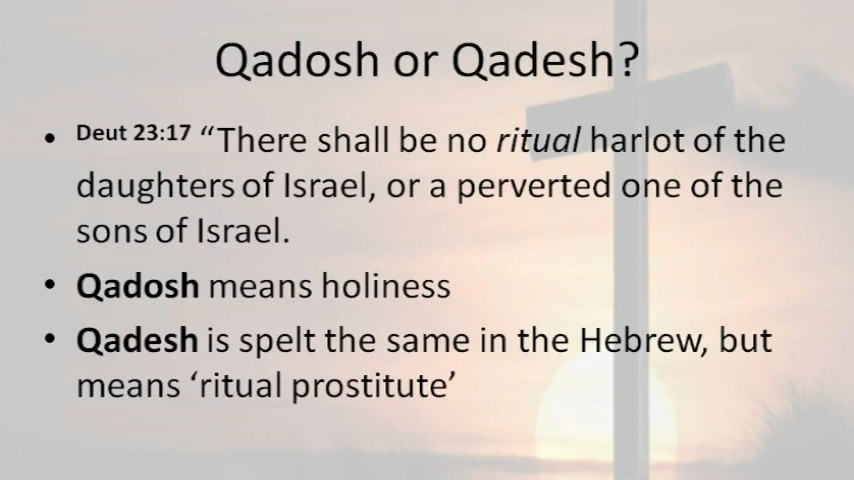 Qadosh or Qadesh?
• Deut 23:17 “There shall be no ritual harlot of the
daughters of Israel, or a perverted one of the
sons of Israel.
• Qadosh means holiness
• Qadesh is spelt the same in the Hebrew, but
means ‘ritual prostitute’